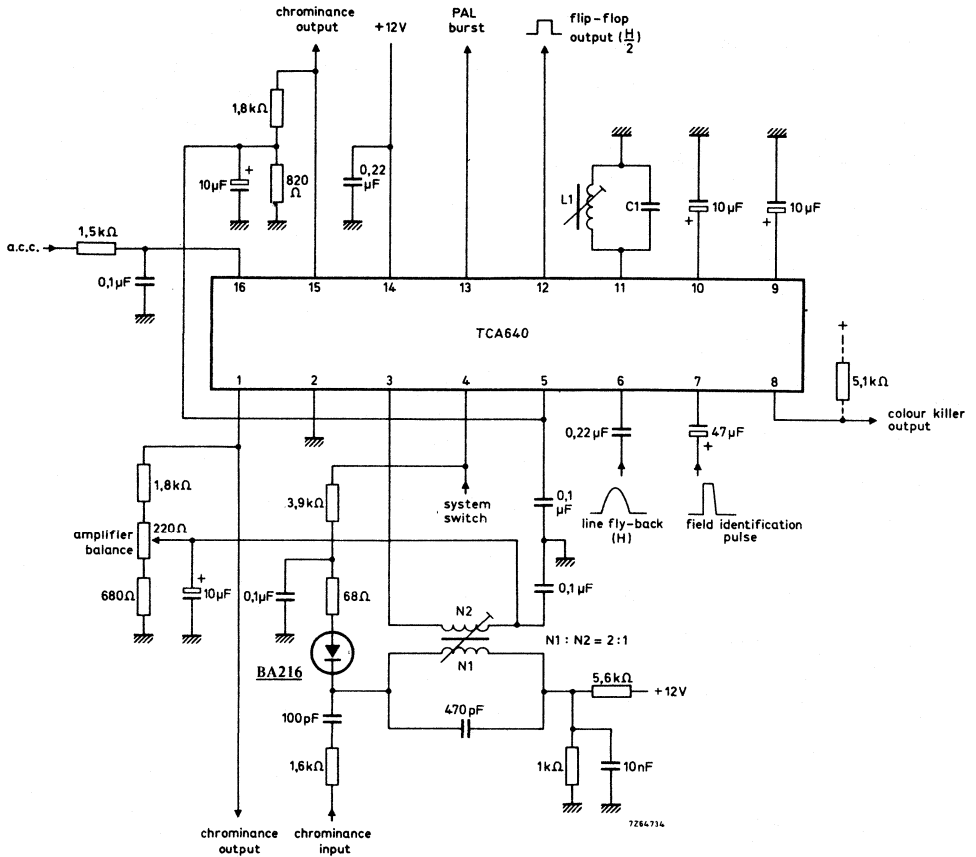 chrominance
output
+12V
PAL
burst
flip-flop
output (H/2)
1,8kΩ
10µF
+
820
Ω
0,22
µF
L1
C1
10µF
+
10µF
+
a.c.c.
1,5kΩ
0,1µF
16
15
14
13
12
11
10
9
TCA640
1
2
3
4
5
6
7
8
+
5,1kΩ
colour killer
output
0,22µF
47µF
+
1,8kΩ
3,9kΩ
system
switch
0,1
µF
line fly-back
(H)
field identification
pulse
amplifier
balance
220Ω
680Ω
+
10µF
0,1µF
68Ω
0,1µF
N2
N1
N1 : N2 = 2:1
BA216
5,6kΩ
+12V
100pF
470pF
1,6kΩ
1kΩ
10nF
7Z64734
chrominance
output
chrominance
input